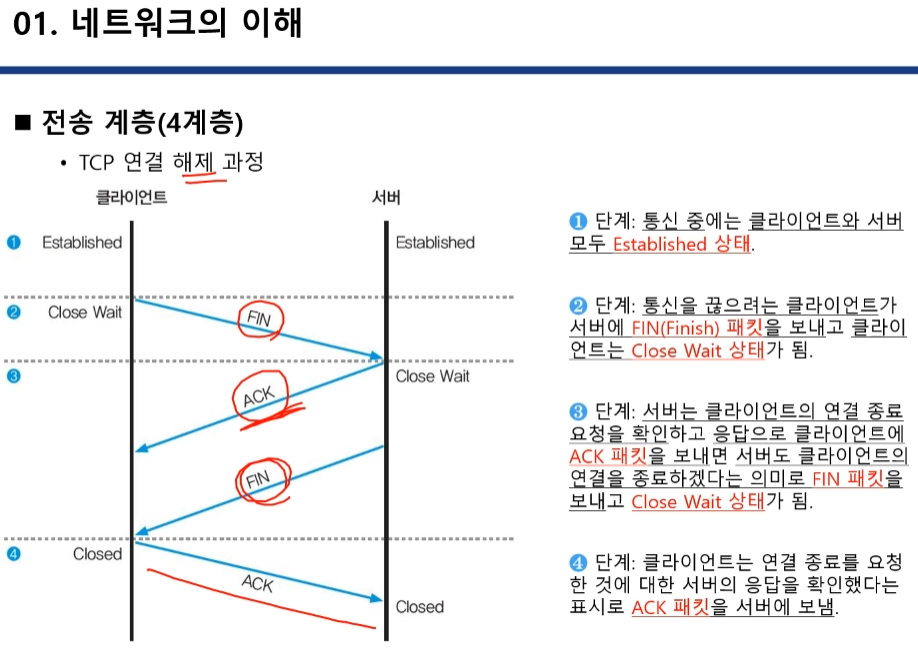 01. 네트워크의 이해
■ 전송 계층(4계층)
• TCP 연결 해제 과정
클라이언트
서버
❶ Established
Established
❷ Close Wait
FIN
❸
Close Wait
ACK
FIN
❹ Closed
ACK
Closed
❶ 단계: 통신 중에는 클라이언트와 서버
모두 Established 상태.
❷ 단계: 통신을 끊으려는 클라이언트가
서버에 FIN(Finish) 패킷을 보내고 클라이
언트는 Close Wait 상태가 됨.
❸ 단계: 서버는 클라이언트의 연결 종료
요청을 확인하고 응답으로 클라이언트에
ACK 패킷을 보내면 서버도 클라이언트의
연결을 종료하겠다는 의미로 FIN 패킷을
보내고 Close Wait 상태가 됨.
❹ 단계: 클라이언트는 연결 종료를 요청
한 것에 대한 서버의 응답을 확인했다는
표시로 ACK 패킷을 서버에 보냄.